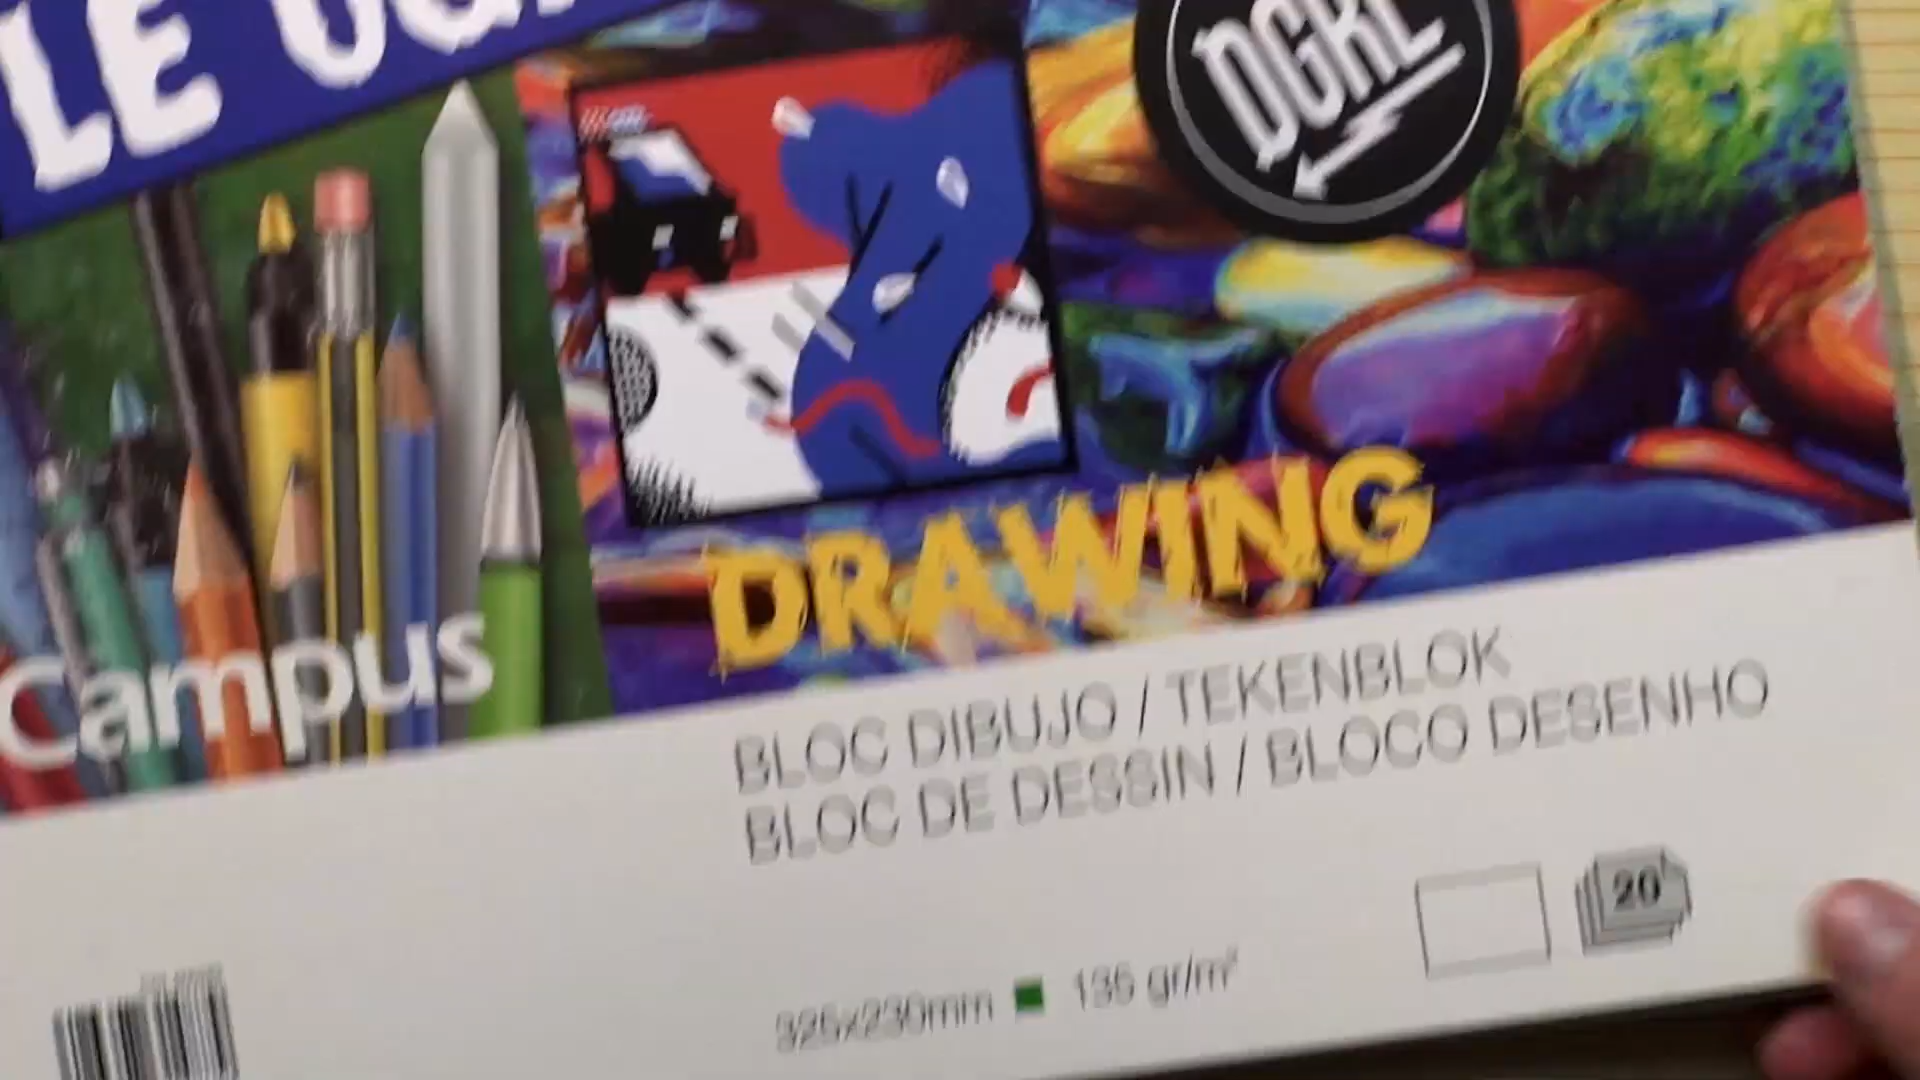 LE
DGRL
DRAWING
Campus
BLOC DIBUJO / TEKENBLOK
BLOC DE DESSIN / BLOCO DESENHO
20
325x230mm 135 gr/m²